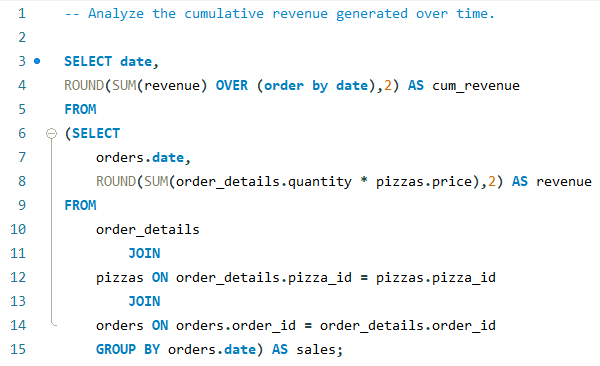 1 -- Analyze the cumulative revenue generated over time.
2
3 SELECT date,
4 ROUND(SUM(revenue) OVER (order by date),2) AS cum_revenue
5 FROM
6 (SELECT
7 orders.date,
8 ROUND(SUM(order_details.quantity * pizzas.price),2) AS revenue
9 FROM
10 order_details
11 JOIN
12 pizzas ON order_details.pizza_id = pizzas.pizza_id
13 JOIN
14 orders ON orders.order_id = order_details.order_id
15 GROUP BY orders.date) AS sales;